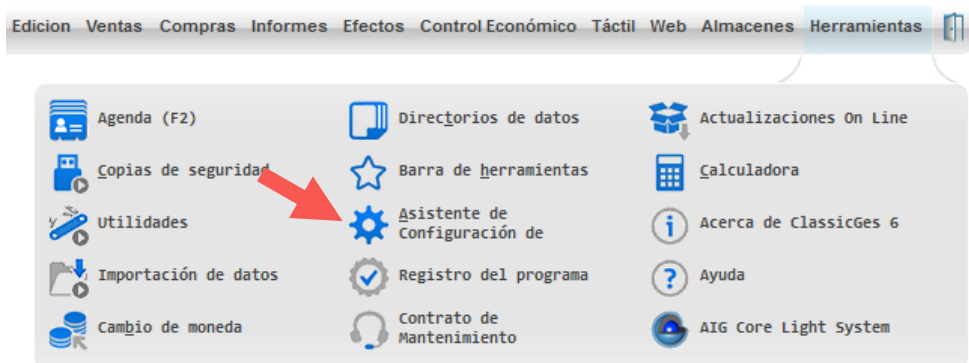 Edicion Ventas Compras Informes Efectos Control Económico Táctil Web Almacenes Herramientas
Agenda (F2)
Directorios de datos
Actualizaciones On Line
Copias de seguridad
Barra de herramientas
Calculadora
Utilidades
Asistente de
Configuración de
Acerca de ClassicGes 6
Importación de datos
Registro del programa
Ayuda
Cambio de moneda
Contrato de
Mantenimiento
AIG Core Light System